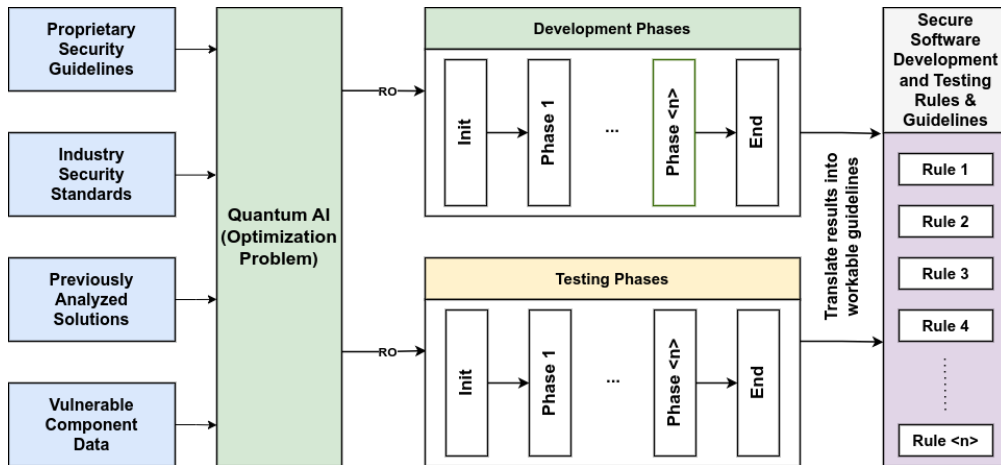 Proprietary
Security
Guidelines
Industry
Security
Standards
Previously
Analyzed
Solutions
Vulnerable
Component
Data
Quantum AI
(Optimization
Problem)
RO
RO
Development Phases
Init
Phase 1
...
Phase <n>
End
Testing Phases
Init
Phase 1
...
Phase <n>
End
Translate results into
workable guidelines
Secure
Software
Development
and Testing
Rules &
Guidelines
Rule 1
Rule 2
Rule 3
Rule 4
Rule <n>